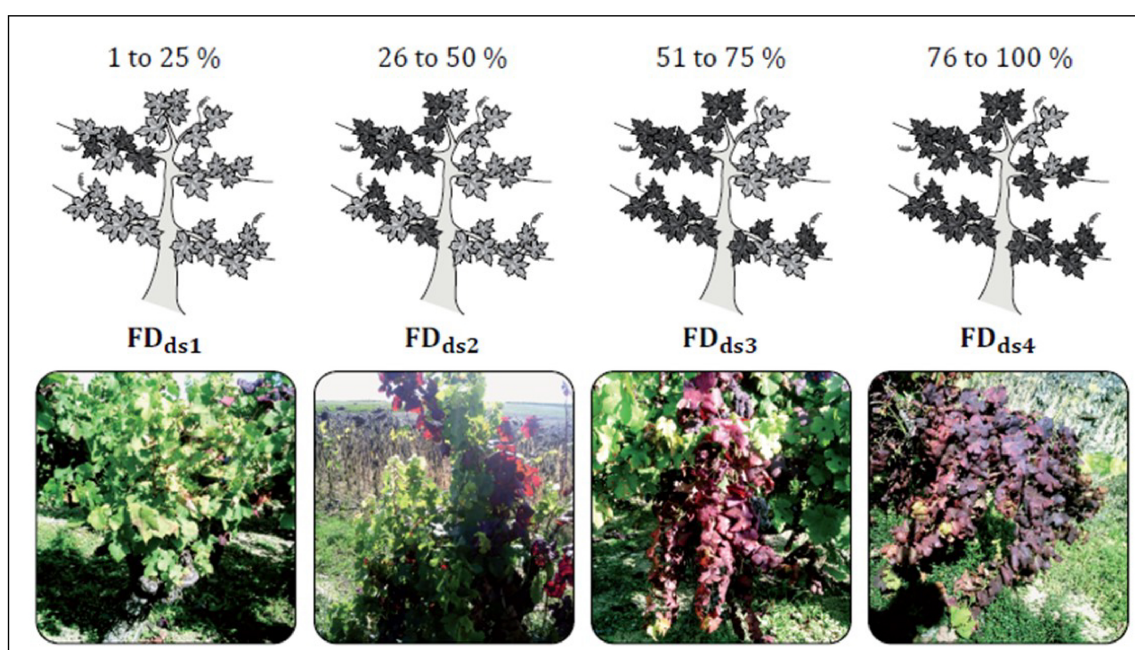 1 to 25 % 26 to 50 % 51 to 75 % 76 to 100 %
FDds1 FDds2 FDds3 FDds4